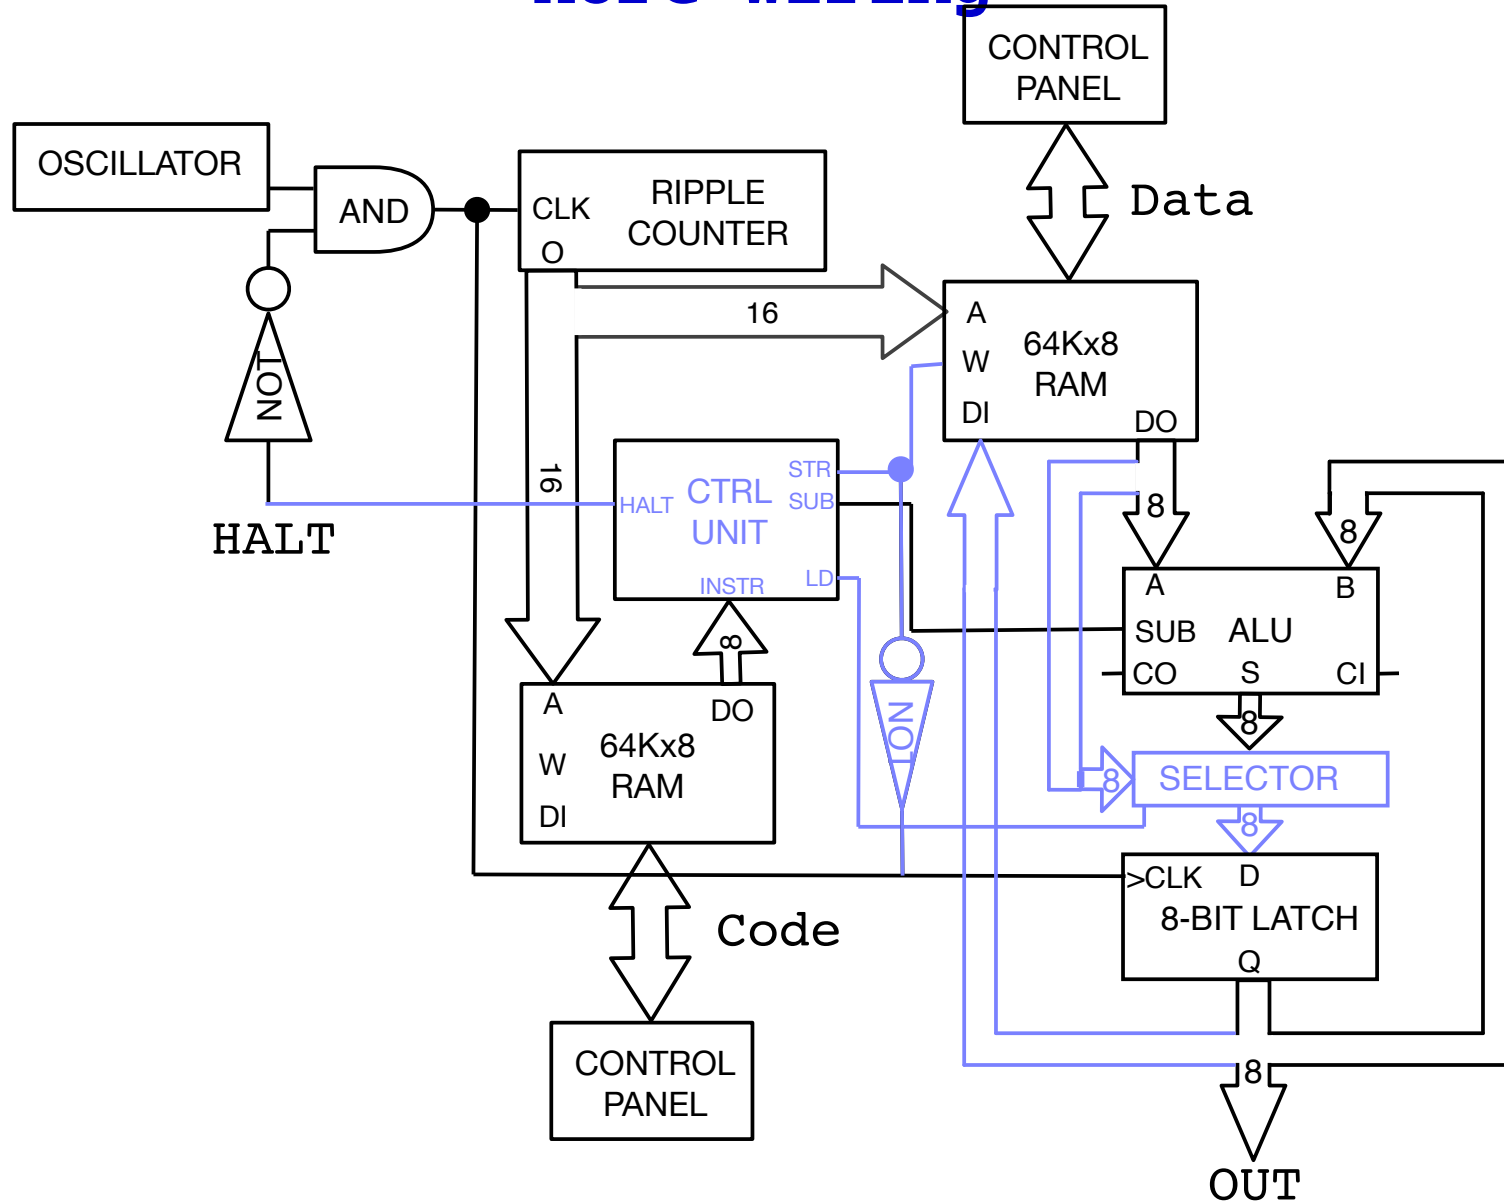 CONTROL
PANEL
OSCILLATOR
AND
CLK
O
RIPPLE
COUNTER
Data
16
A
W
DI
64Kx8
RAM
DO
NOT
16
HALT
CTRL
UNIT
STR
SUB
LD
INSTR
HALT
8
8
8
A
B
SUB
ALU
CO
S
CI
8
A
DO
W
DI
64Kx8
RAM
NOT
8
SELECTOR
8
>CLK
D
8-BIT LATCH
Q
Code
CONTROL
PANEL
8
OUT